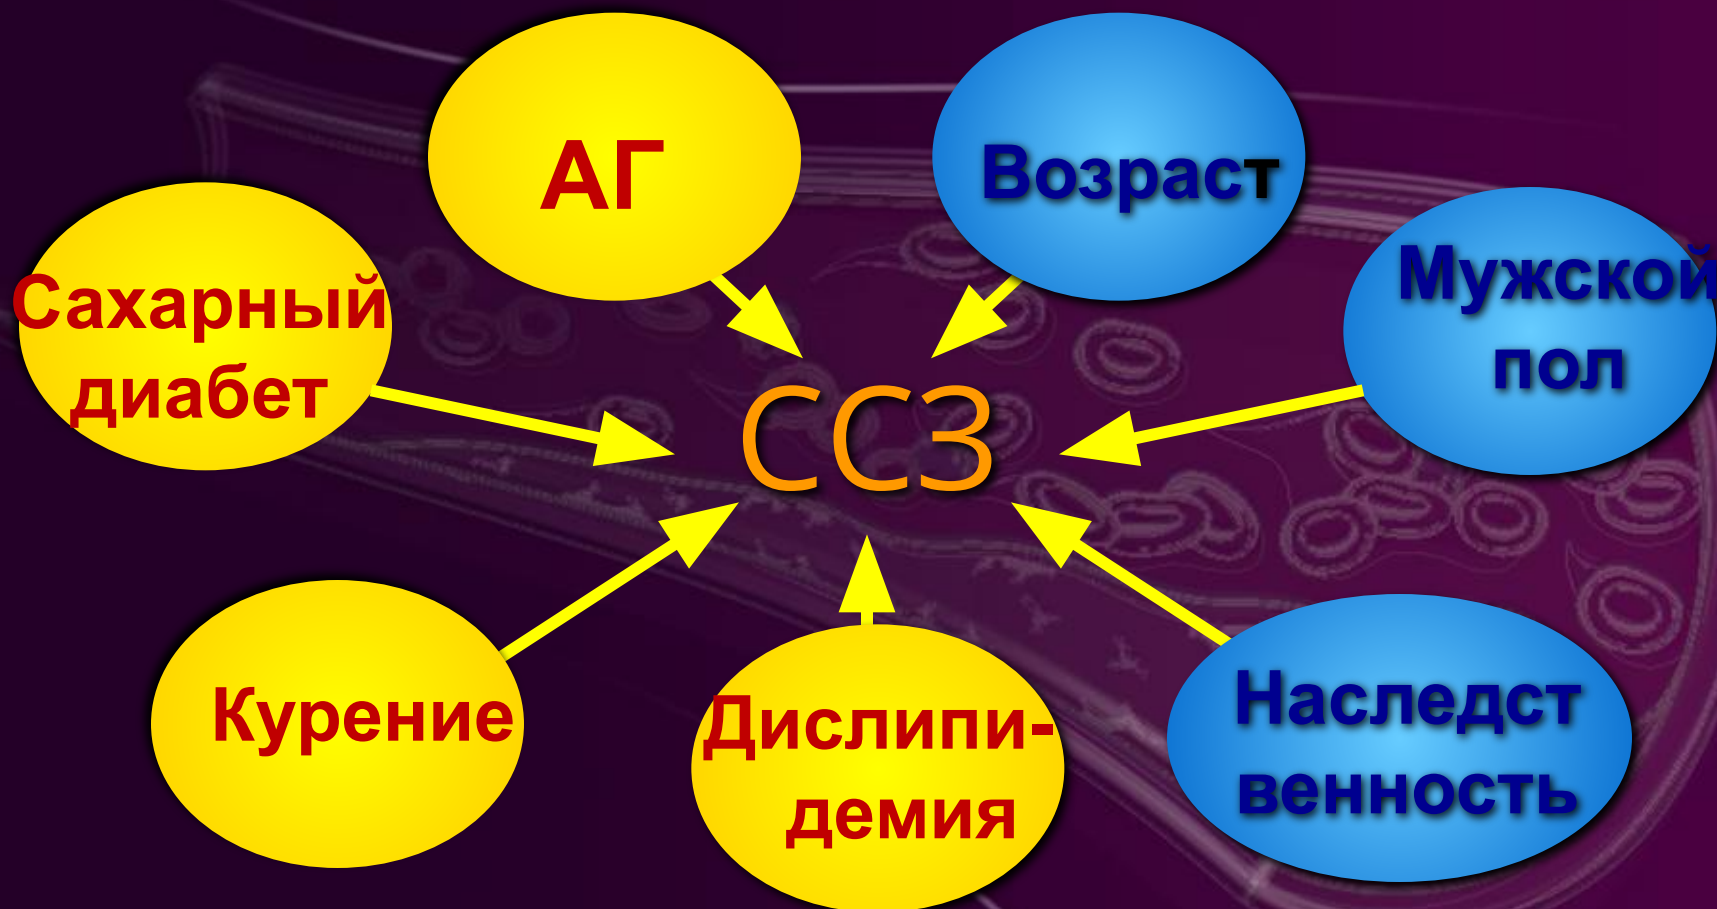 АГ
Возраст
Сахарный
диабет
Мужской
пол
ССЗ
Курение
Дислипи-
демия
Наследст
венность